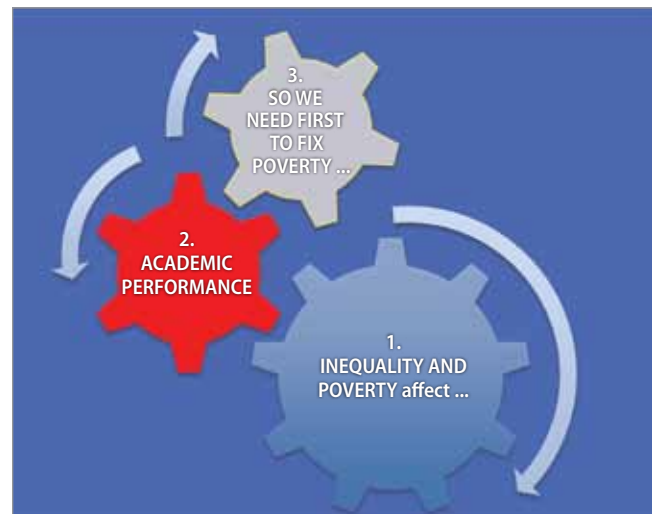 1.
INEQUALITY AND
POVERTY affect ...
2.
ACADEMIC
PERFORMANCE
3.
SO WE
NEED FIRST
TO FIX
POVERTY ...